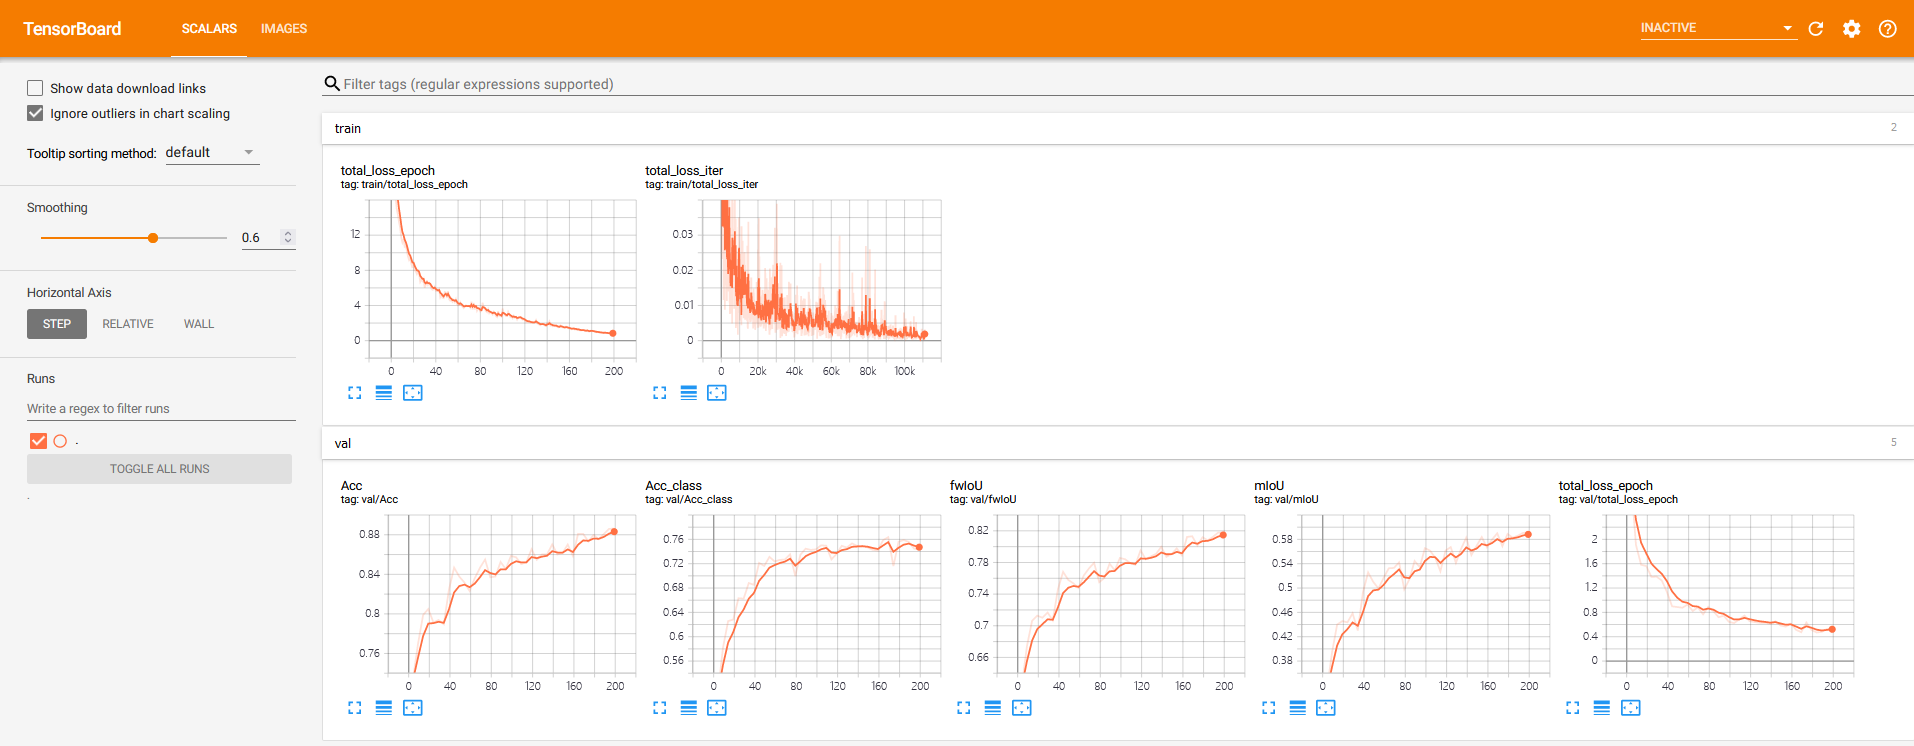 TensorBoard
SCALARS
IMAGES
INACTIVE
Show data download links
Ignore outliers in chart scaling
Tooltip sorting method: default
Smoothing
0.6
Horizontal Axis
STEP
RELATIVE
WALL
Runs
Write a regex to filter runs
.
TOGGLE ALL RUNS
.
Filter tags (regular expressions supported)
train
2
total_loss_epoch
tag: train/total_loss_epoch
12
8
4
0
0 40 80 120 160 200
total_loss_iter
tag: train/total_loss_iter
0.03
0.02
0.01
0
0 20k 40k 60k 80k 100k
val
5
Acc
tag: val/Acc
0.88
0.84
0.8
0.76
0 40 80 120 160 200
Acc_class
tag: val/Acc_class
0.76
0.72
0.68
0.64
0.6
0.56
0 40 80 120 160 200
fwIoU
tag: val/fwIoU
0.82
0.78
0.74
0.7
0.66
0 40 80 120 160 200
mIoU
tag: val/mIoU
0.58
0.54
0.5
0.46
0.42
0.38
0 40 80 120 160 200
total_loss_epoch
tag: val/total_loss_epoch
2
1.6
1.2
0.8
0.4
0
0 40 80 120 160 200